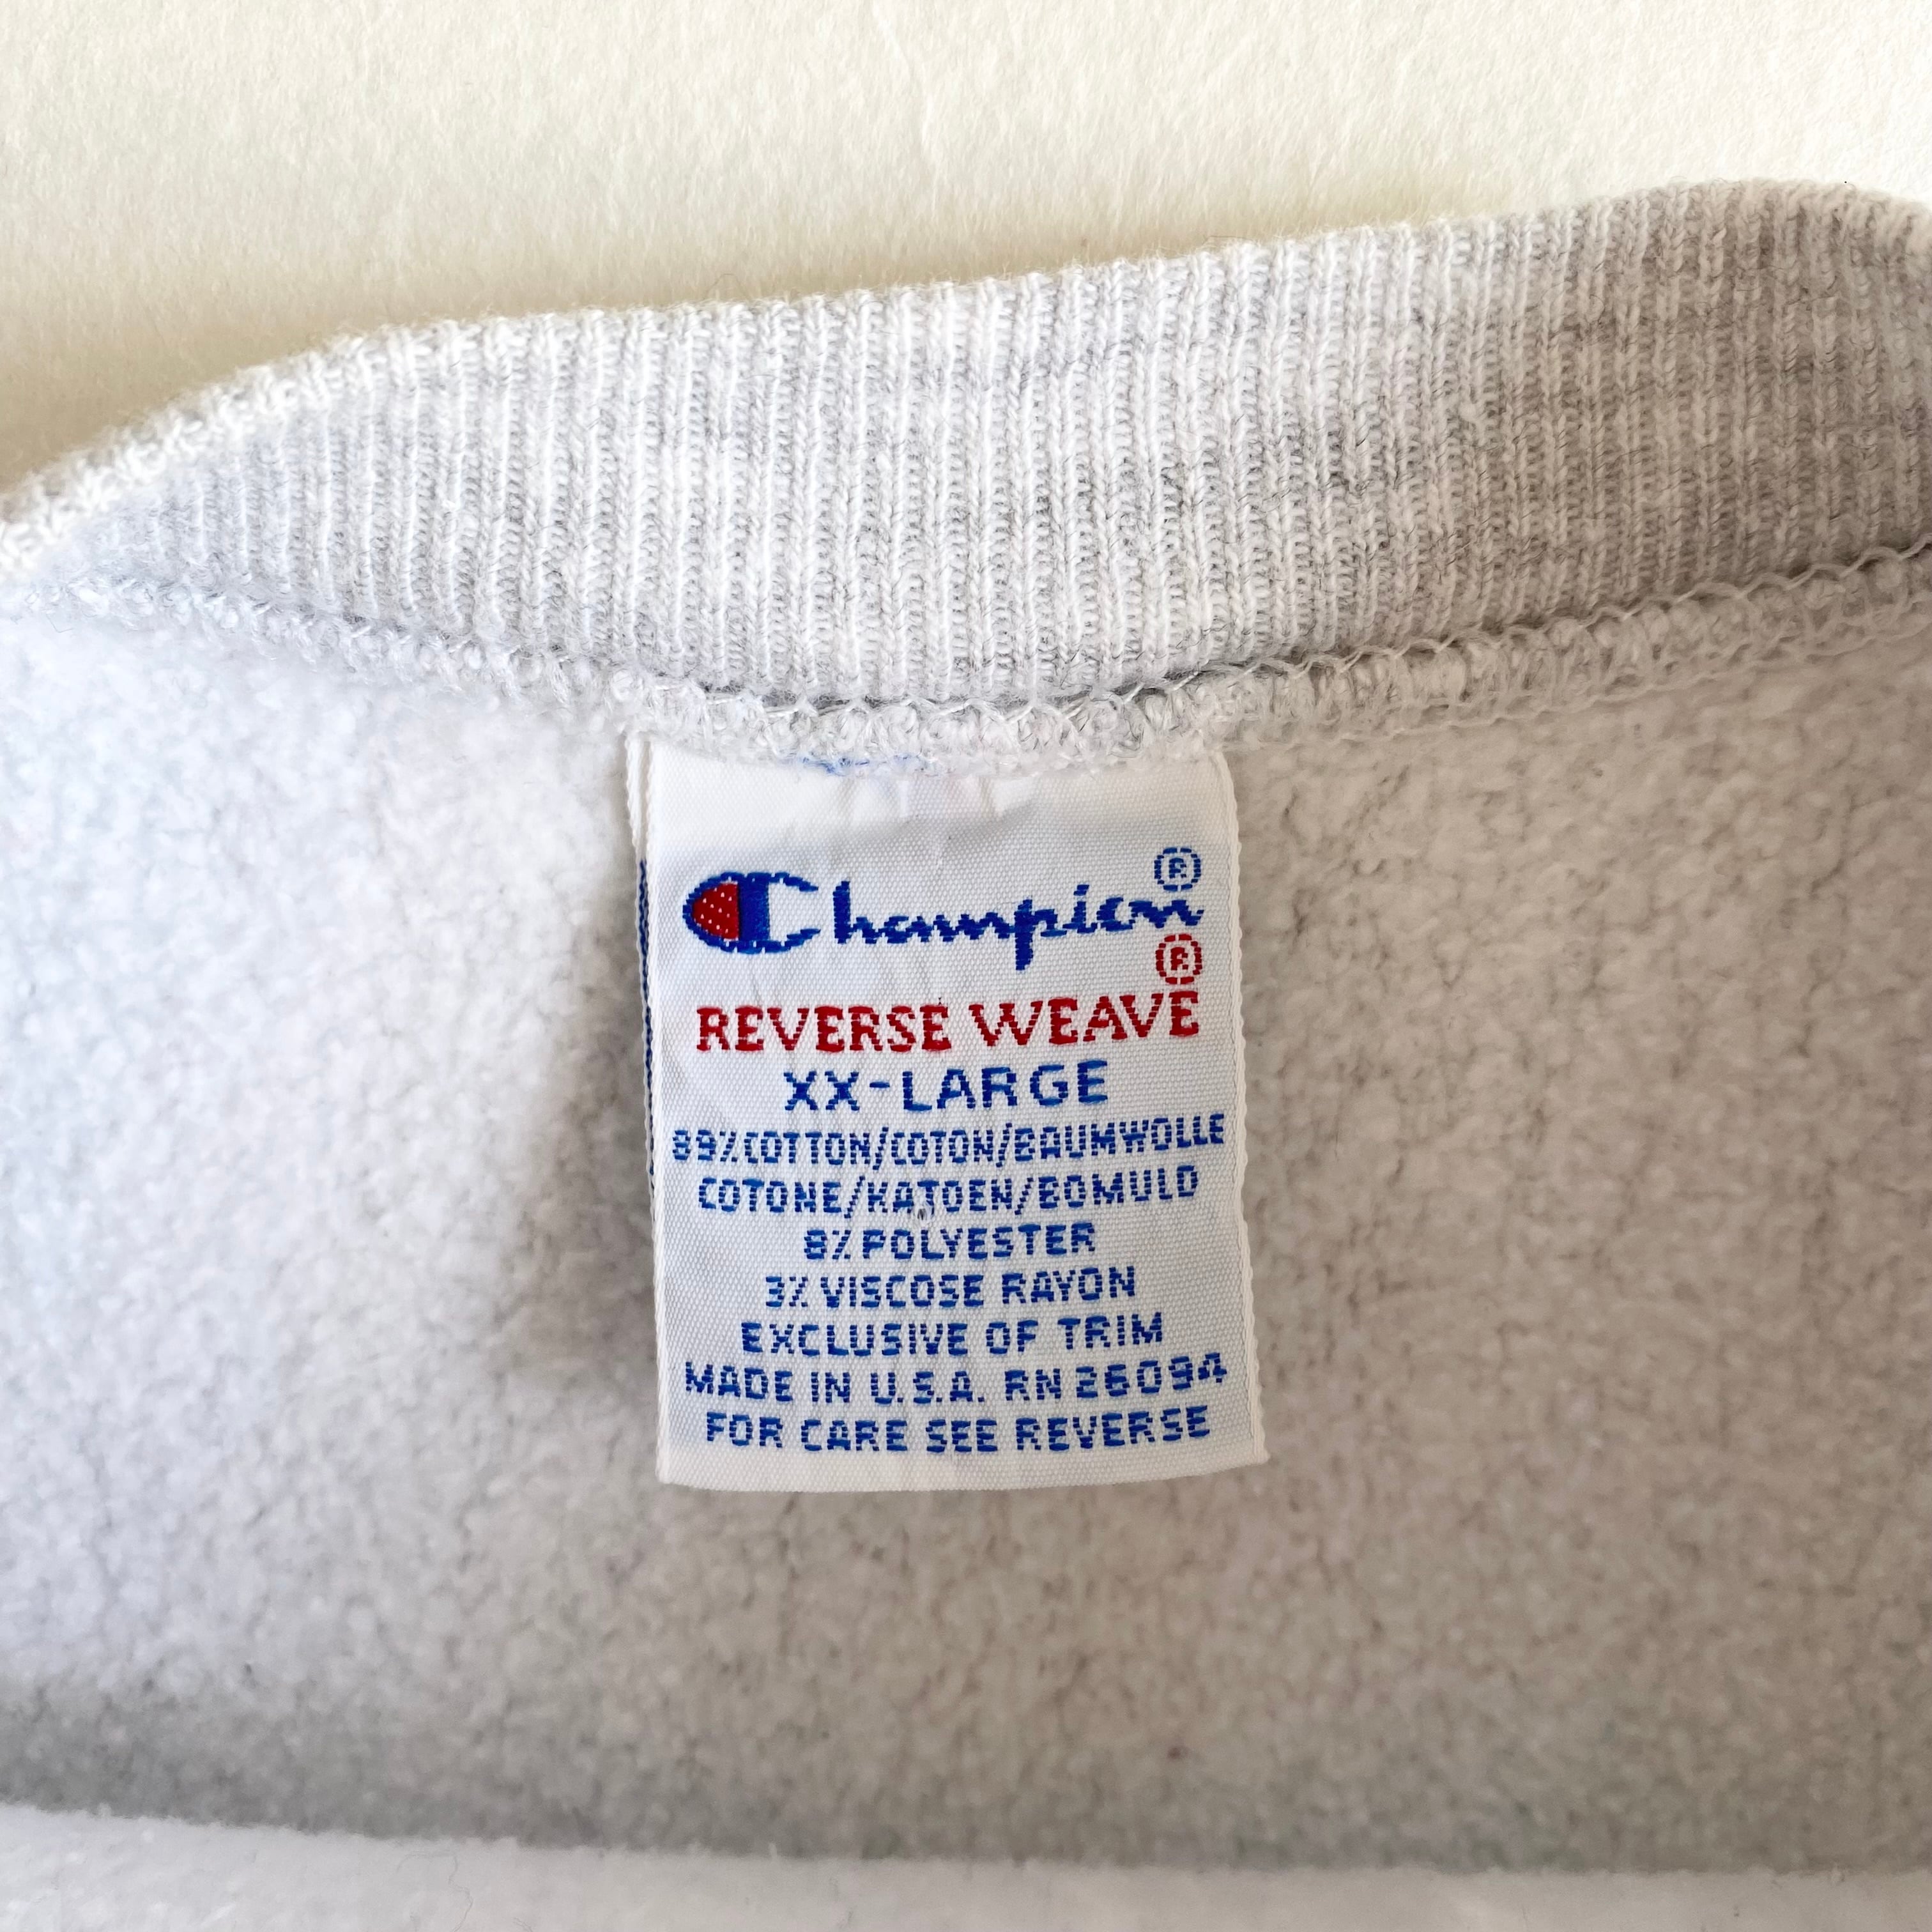 Champion®
REVERSE WEAVE®
XX-LARGE
89% COTTON/COTON/BAUMWOLLE
COTONE/KATOEN/BOMULD
8% POLYESTER
3% VISCOSE RAYON
EXCLUSIVE OF TRIM
MADE IN U.S.A. RN 26094
FOR CARE SEE REVERSE